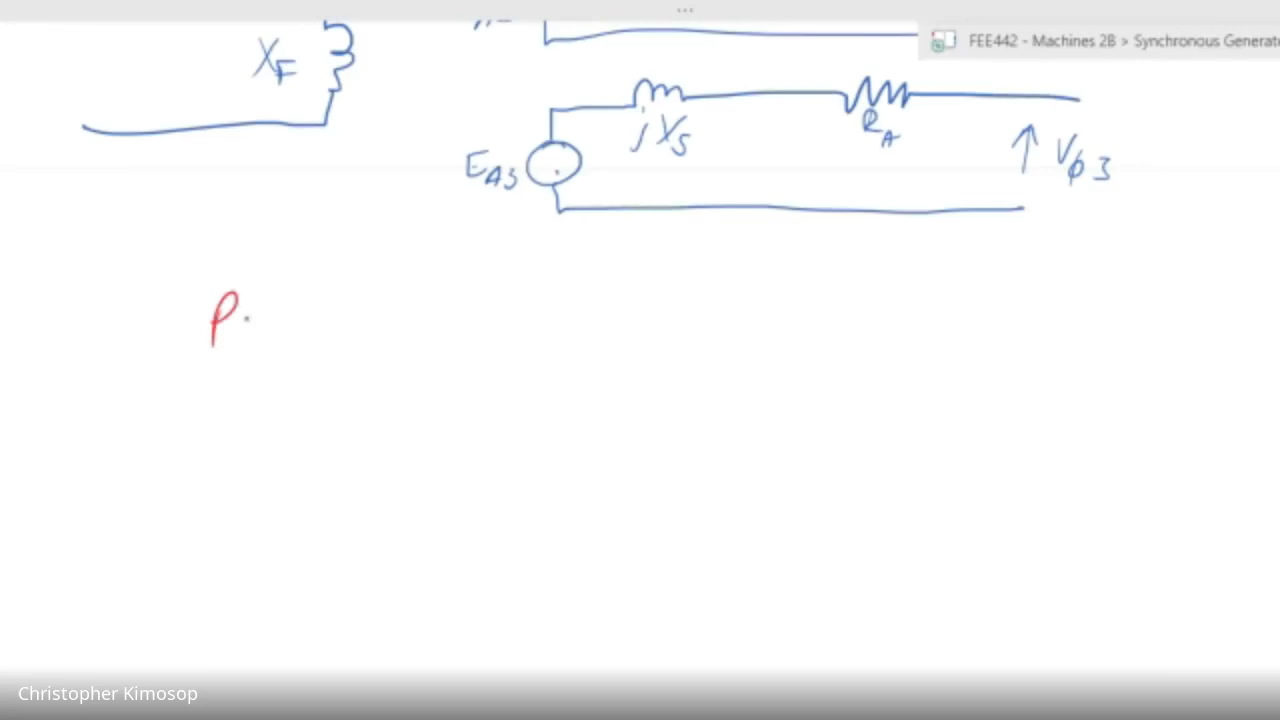 ...
FEE442 - Machines 2B > Synchronous Generat
X_F
jX_S
R_A
E_A3
V_φ3
P.
Christopher Kimosop